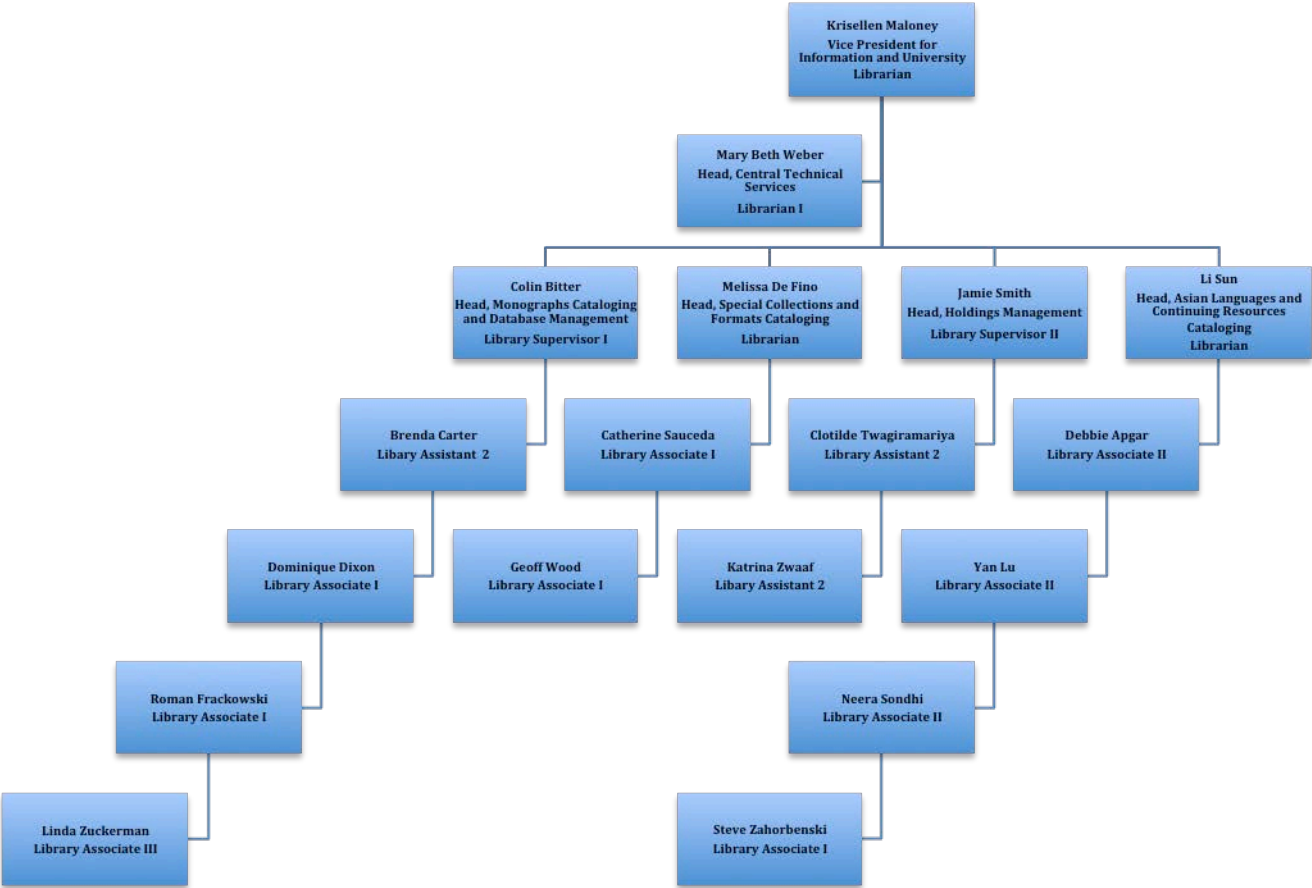 Krisellen Maloney
Vice President for
Information and University
Librarian
Mary Beth Weber
Head, Central Technical
Services
Librarian I
Colin Bitter
Head, Monographs Cataloging
and Database Management
Library Supervisor I
Melissa De Fino
Head, Special Collections and
Formats Cataloging
Librarian
Jamie Smith
Head, Holdings Management
Library Supervisor II
Li Sun
Head, Asian Languages and
Continuing Resources
Cataloging
Librarian
Brenda Carter
Libary Assistant 2
Catherine Sauceda
Library Associate I
Clotilde Twagiramariya
Library Assistant 2
Debbie Apgar
Library Associate II
Dominique Dixon
Library Associate I
Geoff Wood
Library Associate I
Katrina Zwaaf
Libary Assistant 2
Yan Lu
Library Associate II
Roman Frackowski
Library Associate I
Neera Sondhi
Library Associate II
Linda Zuckerman
Library Associate III
Steve Zahorbenski
Library Associate I